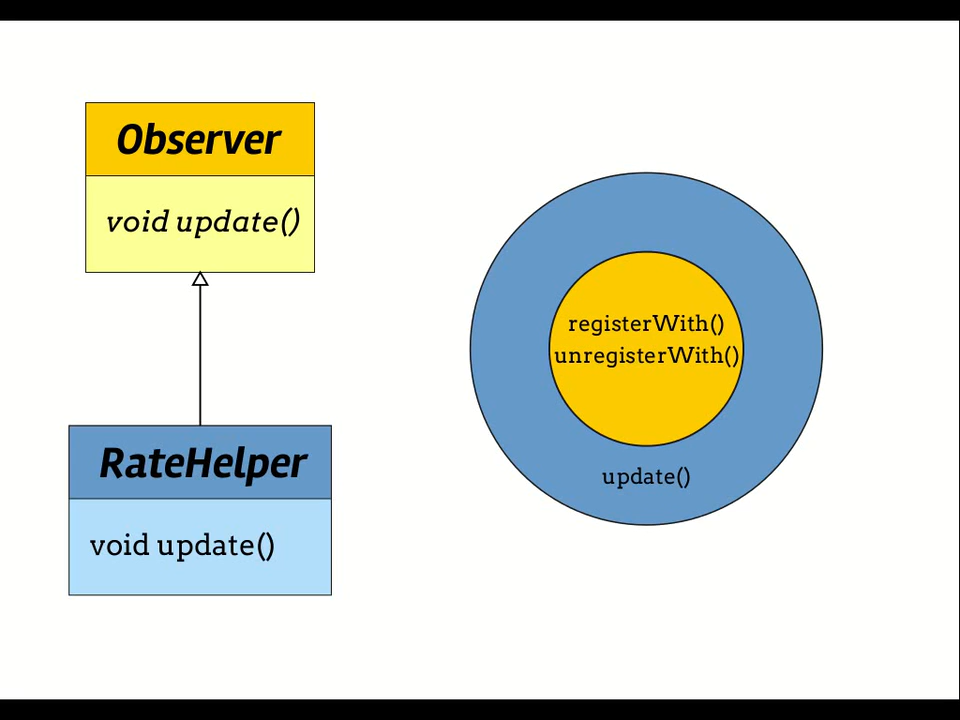 Observer
void update()
RateHelper
void update()
registerWith()
unregisterWith()
update()